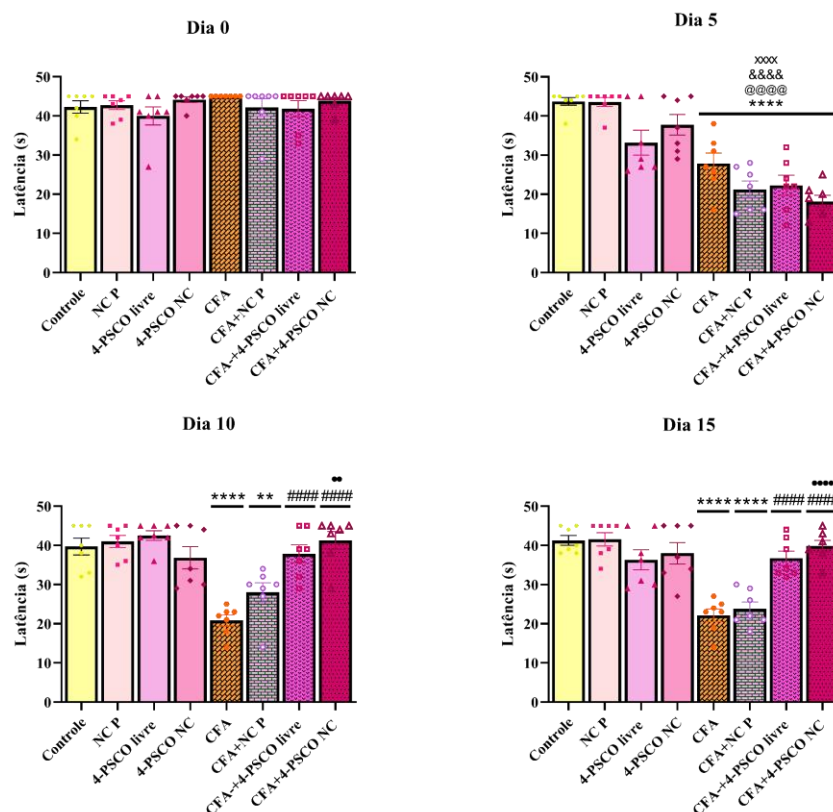 Dia 0
Latência (s)
50
40
30
20
10
0
Controle
NC P
4-PSCO livre
4-PSCO NC
CFA
CFA+NC P
CFA-+4-PSCO livre
CFA+4-PSCO NC
Dia 5
xxxx
&&&&
@@@@
****
Latência (s)
50
40
30
20
10
0
Controle
NC P
4-PSCO livre
4-PSCO NC
CFA
CFA+NC P
CFA-+4-PSCO livre
CFA+4-PSCO NC
Dia 10
••
**** ** #### ####
Latência (s)
50
40
30
20
10
0
Controle
NC P
4-PSCO livre
4-PSCO NC
CFA
CFA+NC P
CFA-+4-PSCO livre
CFA+4-PSCO NC
Dia 15
••••
**** **** #### ####
Latência (s)
50
40
30
20
10
0
Controle
NC P
4-PSCO livre
4-PSCO NC
CFA
CFA+NC P
CFA-+4-PSCO livre
CFA+4-PSCO NC